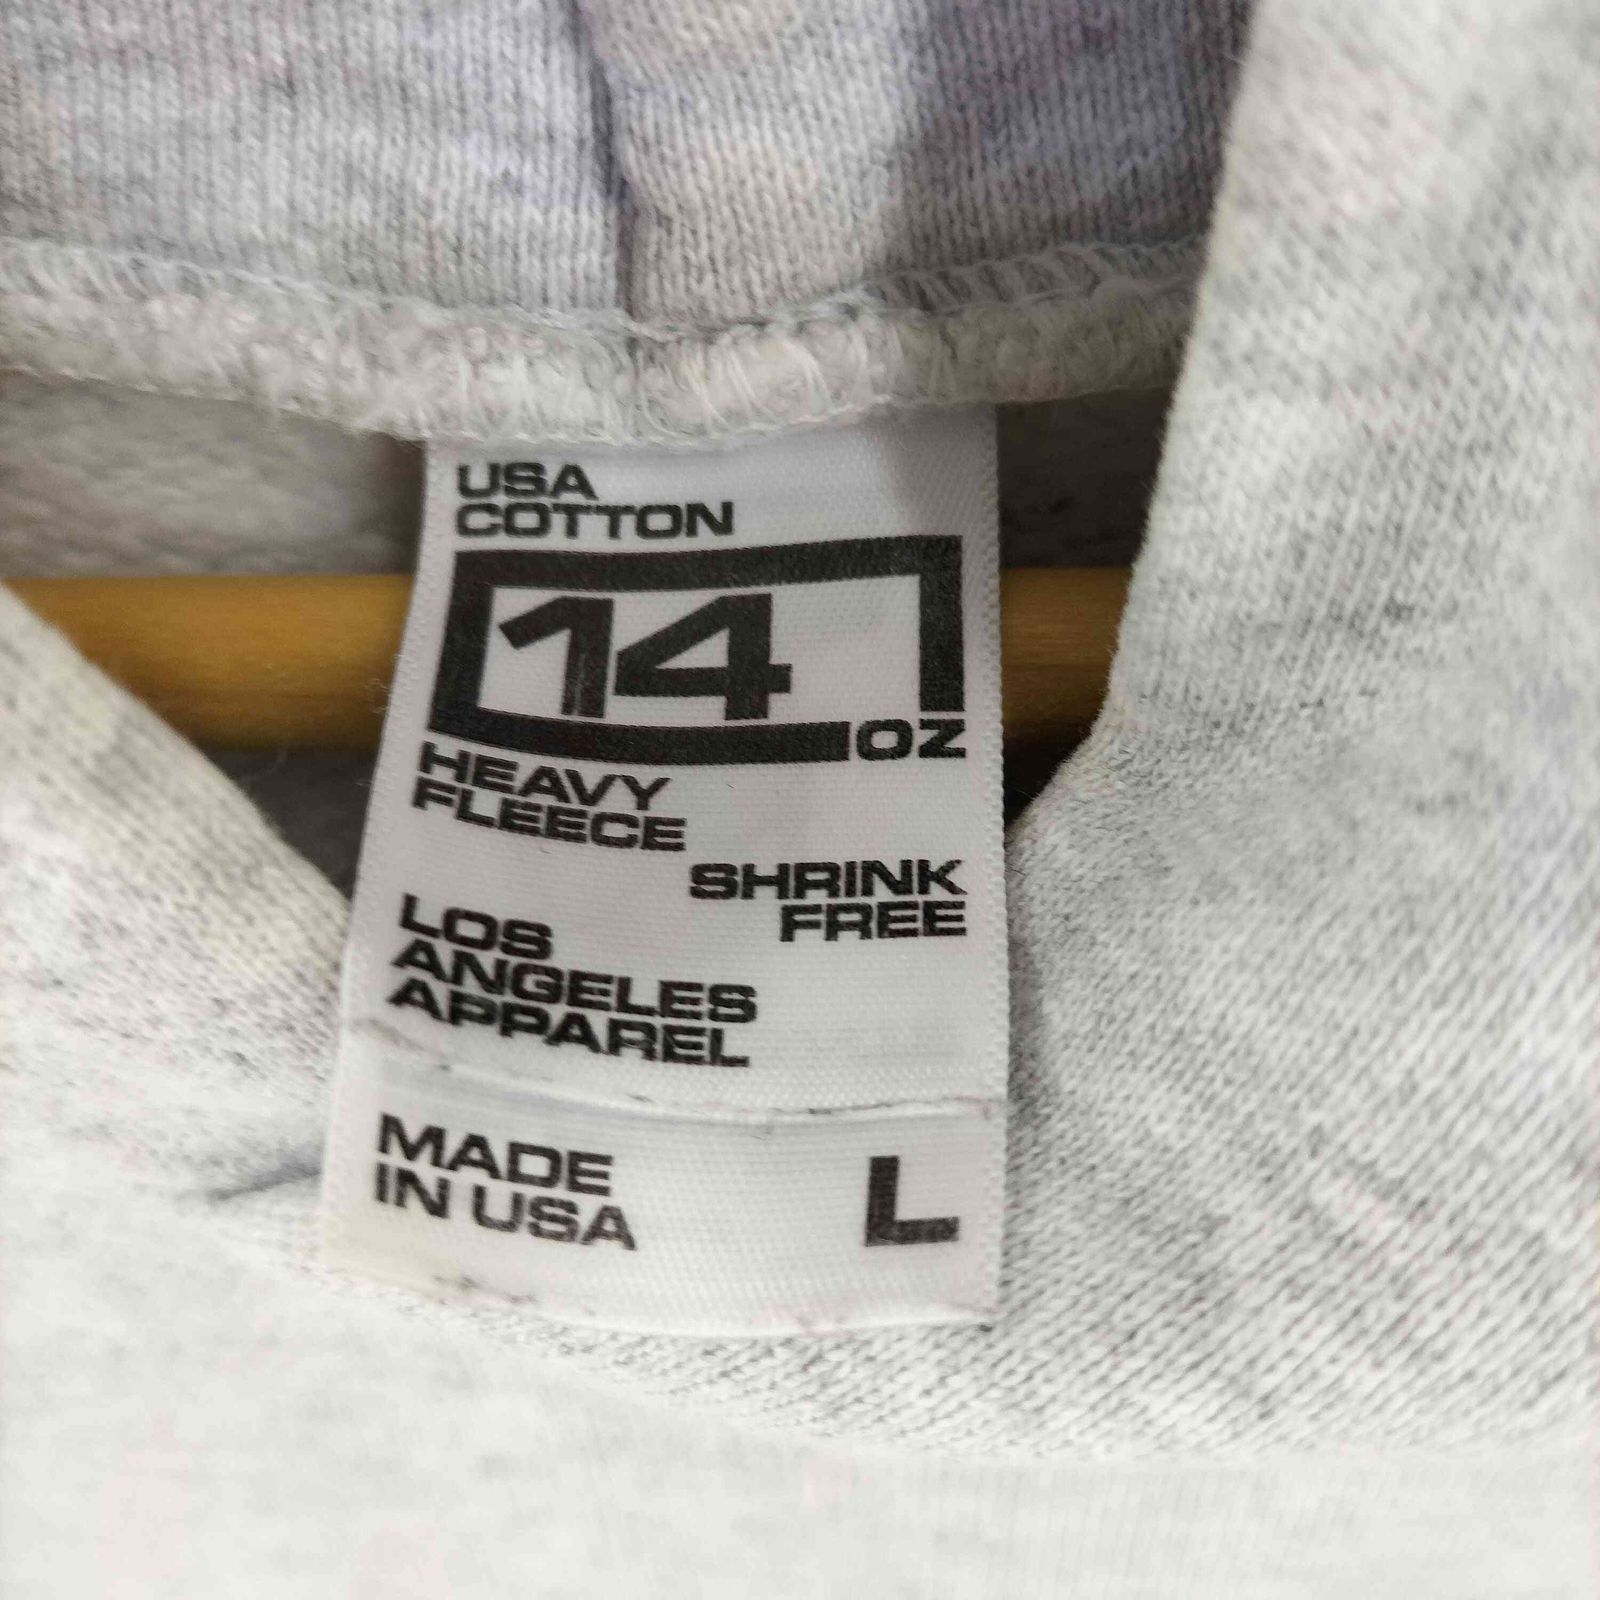 USA
COTTON
14
OZ
HEAVY
FLEECE
SHRINK
FREE
LOS
ANGELES
APPAREL
MADE
IN USA
L